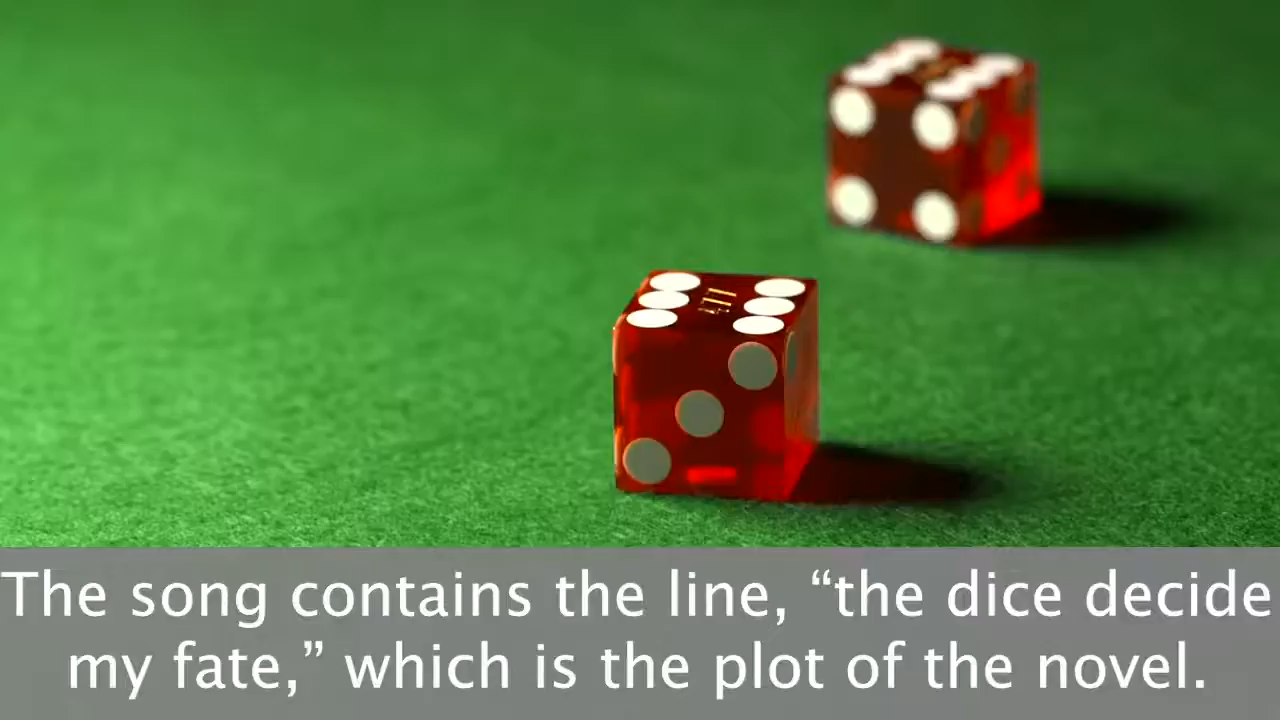 The song contains the line, “the dice decide
my fate,” which is the plot of the novel.